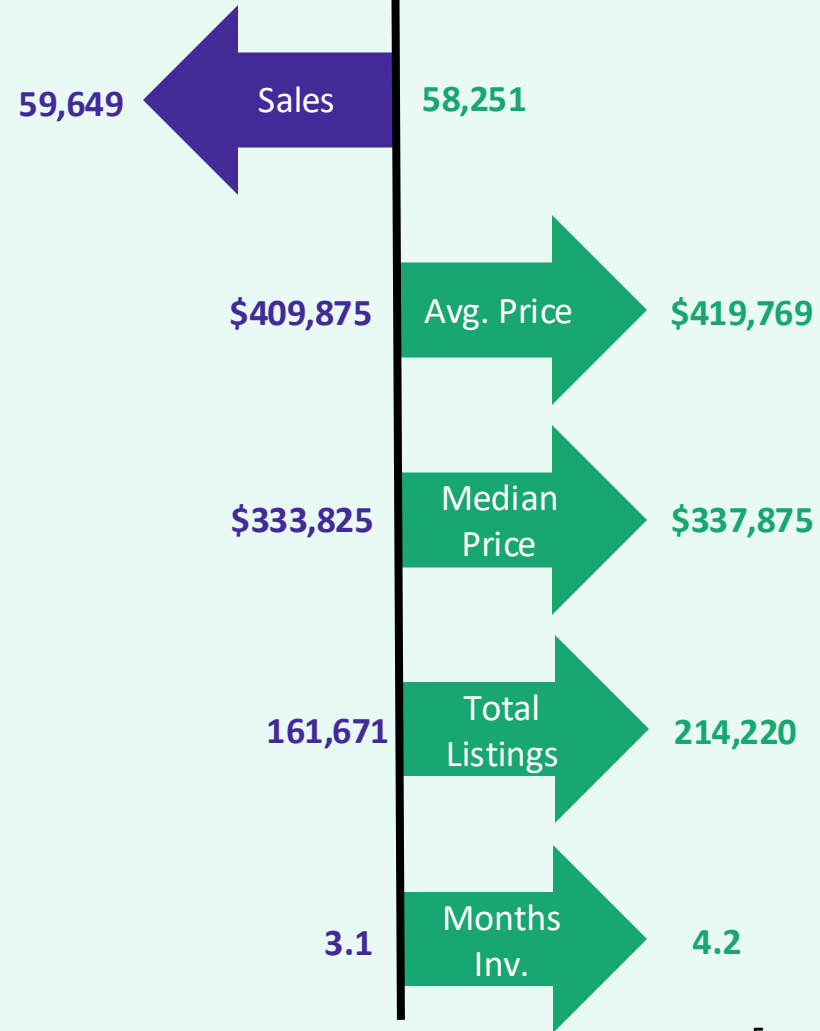 59,649 Sales 58,251
$409,875 Avg. Price $419,769
Median
$333,825 Price $337,875
Total
161,671 Listings 214,220
Months
3.1 Inv. 4.2